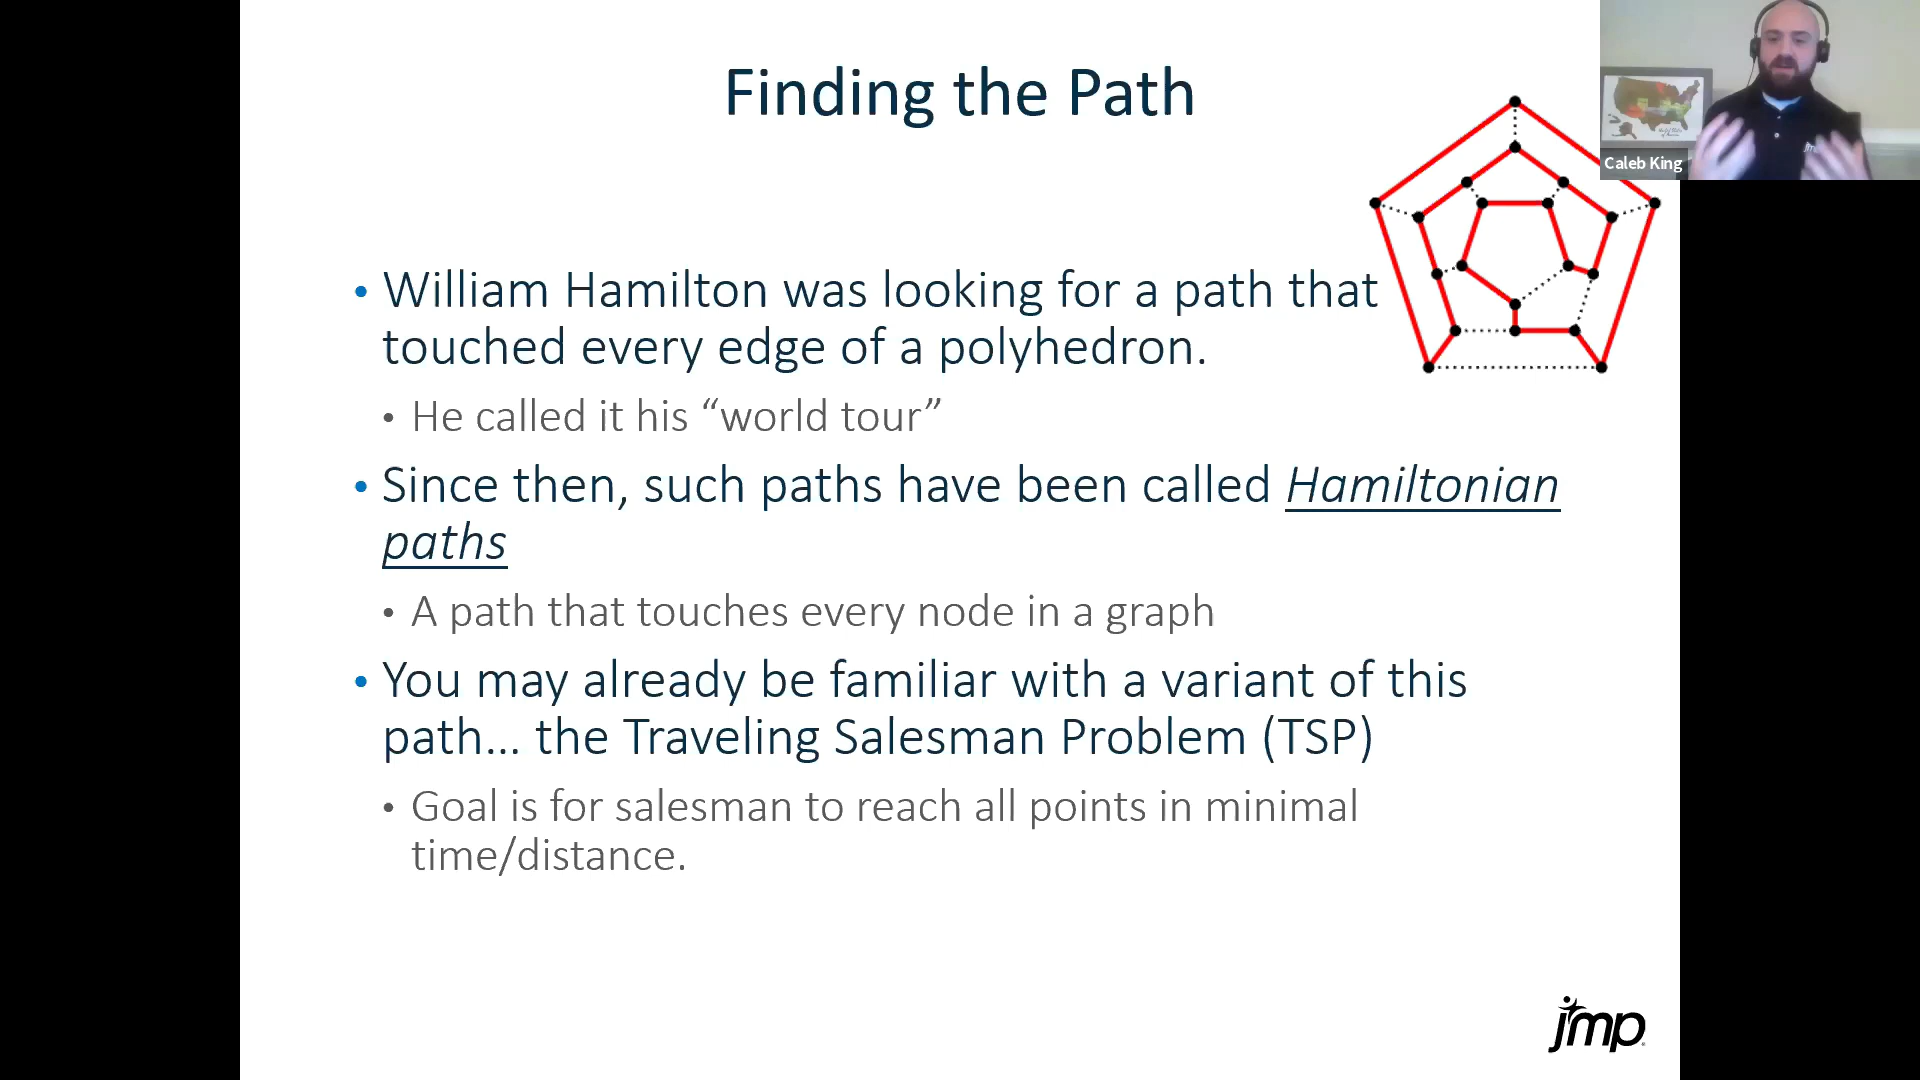 Finding the Path
• William Hamilton was looking for a path that
touched every edge of a polyhedron.
• He called it his “world tour”
• Since then, such paths have been called Hamiltonian
paths
• A path that touches every node in a graph
• You may already be familiar with a variant of this
path... the Traveling Salesman Problem (TSP)
• Goal is for salesman to reach all points in minimal
time/distance.
Caleb King
jmp